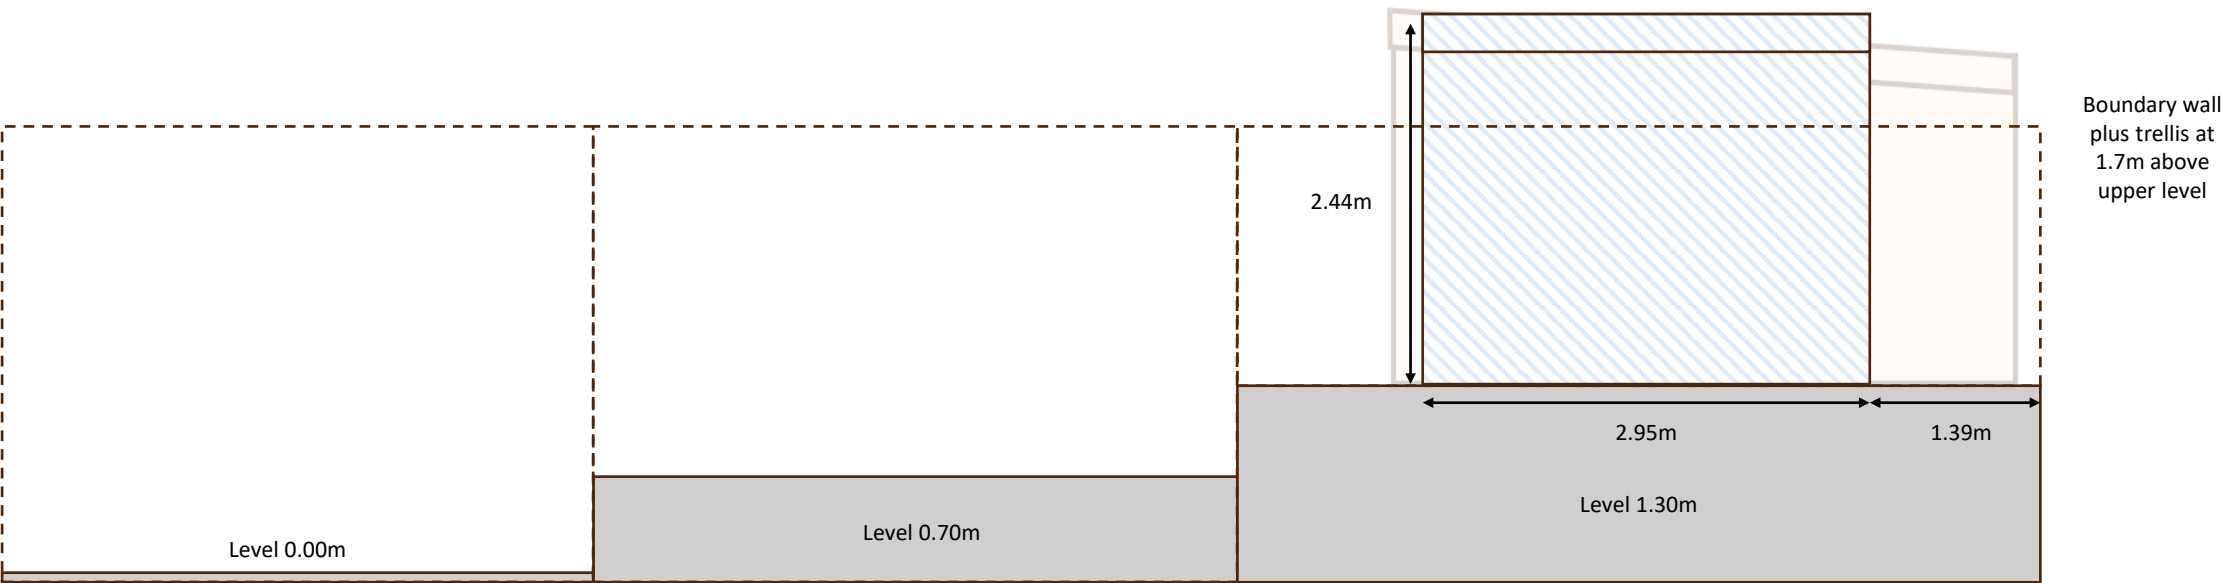 Boundary wall
plus trellis at
1.7m above
upper level
2.44m
2.95m
1.39m
Level 1.30m
Level 0.70m
Level 0.00m